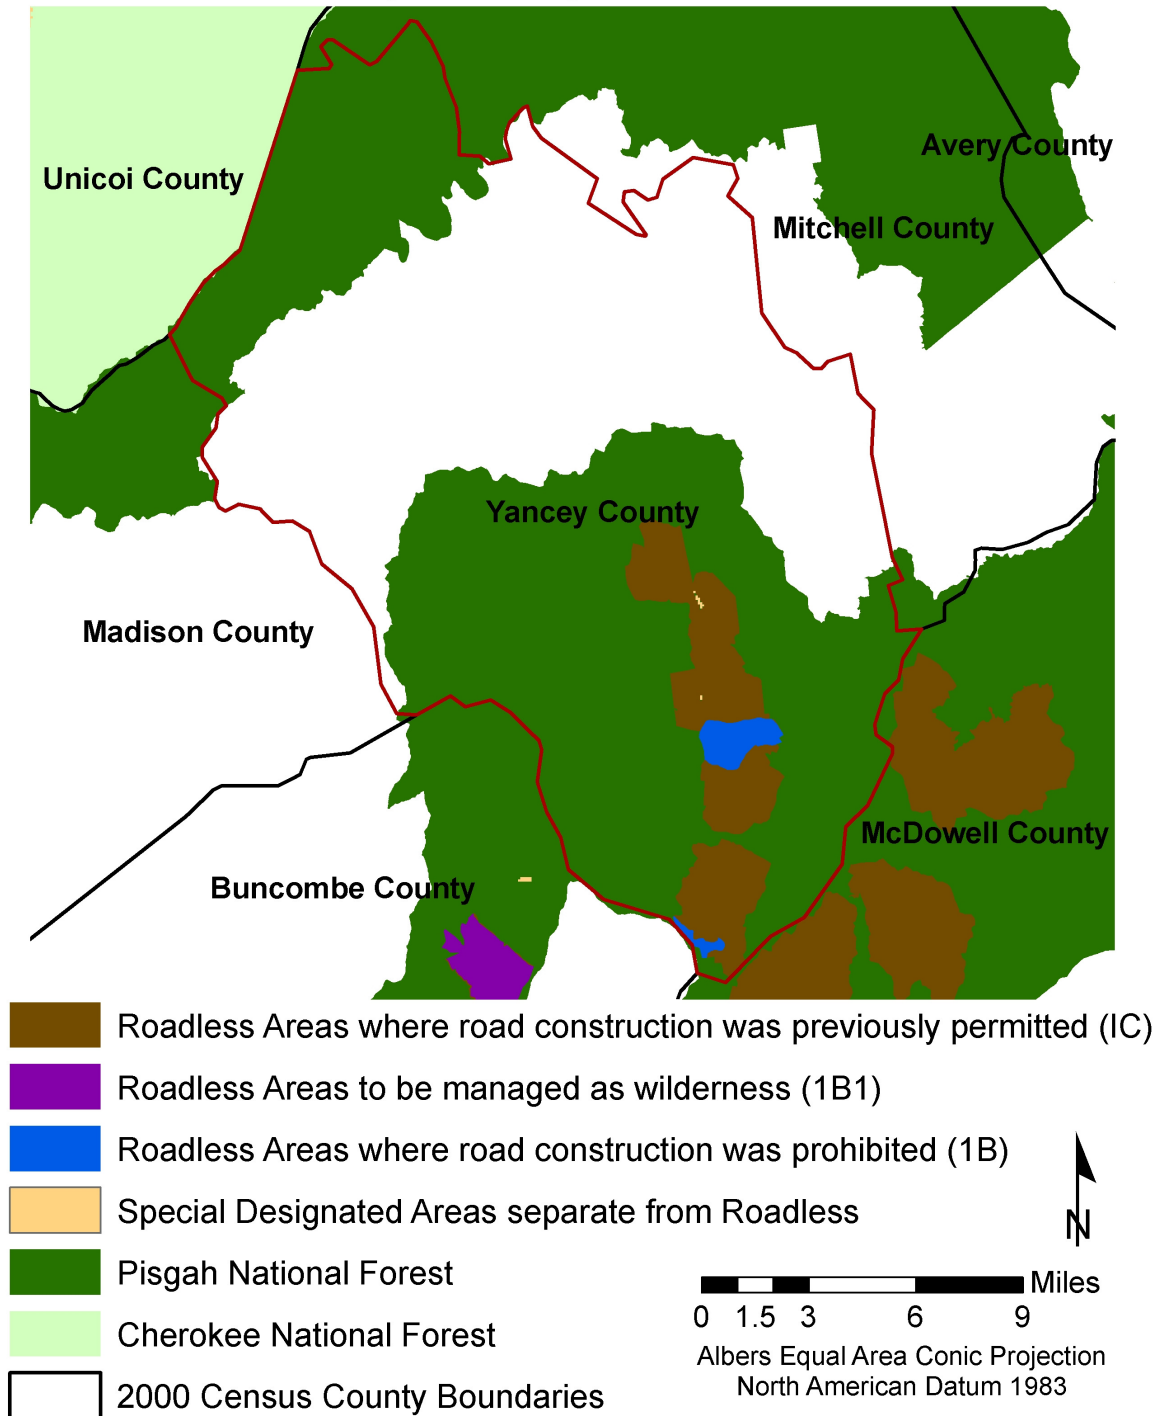 Avery County
Unicoi County
Mitchell County
Yancey County
Madison County
McDowell County
Buncombe County
Roadless Areas where road construction was previously permitted (IC)
Roadless Areas to be managed as wilderness (1B1)
Roadless Areas where road construction was prohibited (1B)
Special Designated Areas separate from Roadless
Pisgah National Forest
Cherokee National Forest
2000 Census County Boundaries
N
Miles
0 1.5 3 6 9
Albers Equal Area Conic Projection
North American Datum 1983